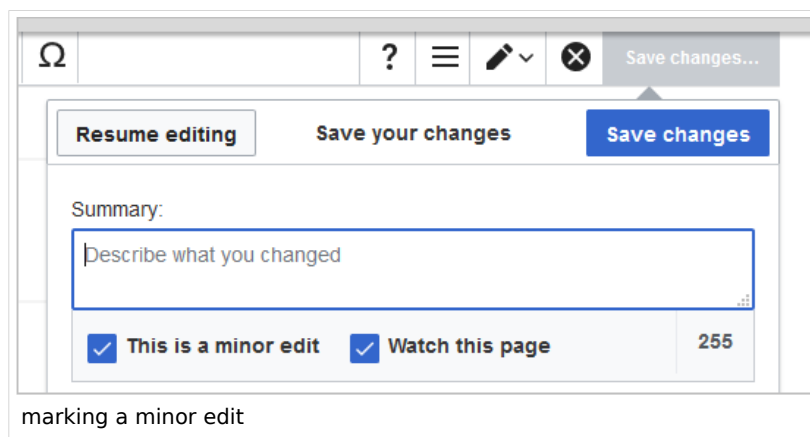 Ω ? Save changes...
Resume editing Save your changes Save changes
Summary:
Describe what you changed
This is a minor edit Watch this page 255
marking a minor edit